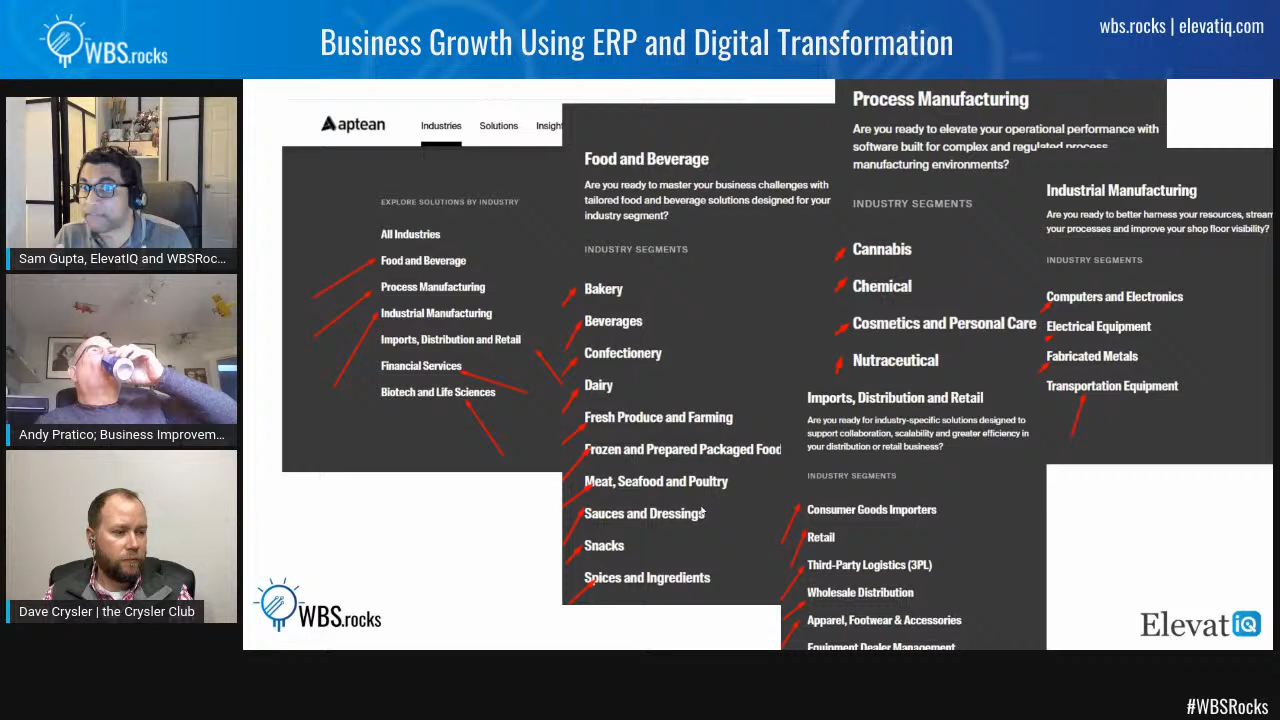 WBS.rocks
Business Growth Using ERP and Digital Transformation
wbs.rocks | elevatiq.com
Sam Gupta, ElevatIQ and WBSRoc...
Andy Pratico; Business Improvem...
Dave Crysler | the Crysler Club
aptean
Industries
Solutions
Insigh
EXPLORE SOLUTIONS BY INDUSTRY
All Industries
Food and Beverage
Process Manufacturing
Industrial Manufacturing
Imports, Distribution and Retail
Financial Services
Biotech and Life Sciences
Food and Beverage
Are you ready to master your business challenges with
tailored food and beverage solutions designed for your
industry segment?
INDUSTRY SEGMENTS
Bakery
Beverages
Confectionery
Dairy
Fresh Produce and Farming
Frozen and Prepared Packaged Food
Meat, Seafood and Poultry
Sauces and Dressings
Snacks
Spices and Ingredients
Process Manufacturing
Are you ready to elevate your operational performance with
software built for complex and regulated process
manufacturing environments?
INDUSTRY SEGMENTS
Cannabis
Chemical
Cosmetics and Personal Care
Nutraceutical
Imports, Distribution and Retail
Are you ready for industry-specific solutions designed to
support collaboration, scalability and greater efficiency in
your distribution or retail business?
INDUSTRY SEGMENTS
Consumer Goods Importers
Retail
Third-Party Logistics (3PL)
Wholesale Distribution
Apparel, Footwear & Accessories
Equipment Dealer Management
Industrial Manufacturing
Are you ready to better harness your resources, stream
your processes and improve your shop floor visibility?
INDUSTRY SEGMENTS
Computers and Electronics
Electrical Equipment
Fabricated Metals
Transportation Equipment
WBS.rocks
ElevatIQ
#WBSRocks